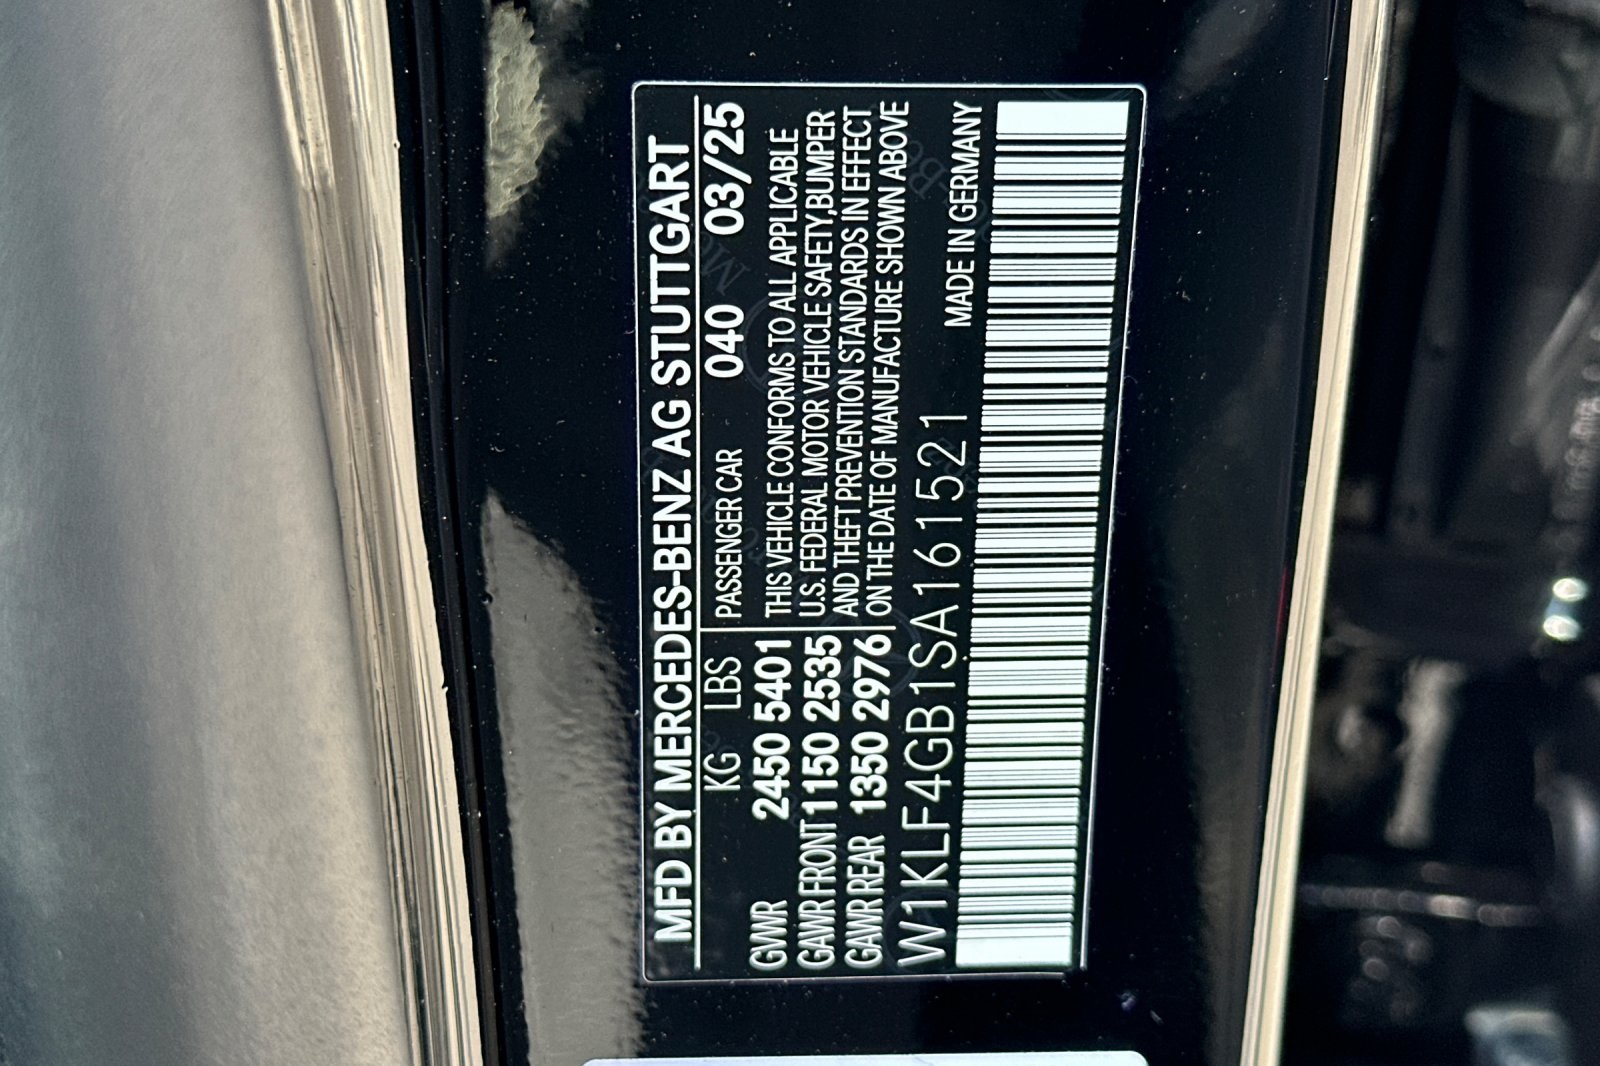 MFD BY MERCEDES-BENZ AG STUTTGART
KG LBS PASSENGER CAR 040 03/25
GVWR 2450 5401
GAWR FRONT 1150 2535
GAWR REAR 1350 2976
THIS VEHICLE CONFORMS TO ALL APPLICABLE
U.S. FEDERAL MOTOR VEHICLE SAFETY,BUMPER
AND THEFT PREVENTION STANDARDS IN EFFECT
ON THE DATE OF MANUFACTURE SHOWN ABOVE
W1KLF4GB1SA161521 MADE IN GERMANY